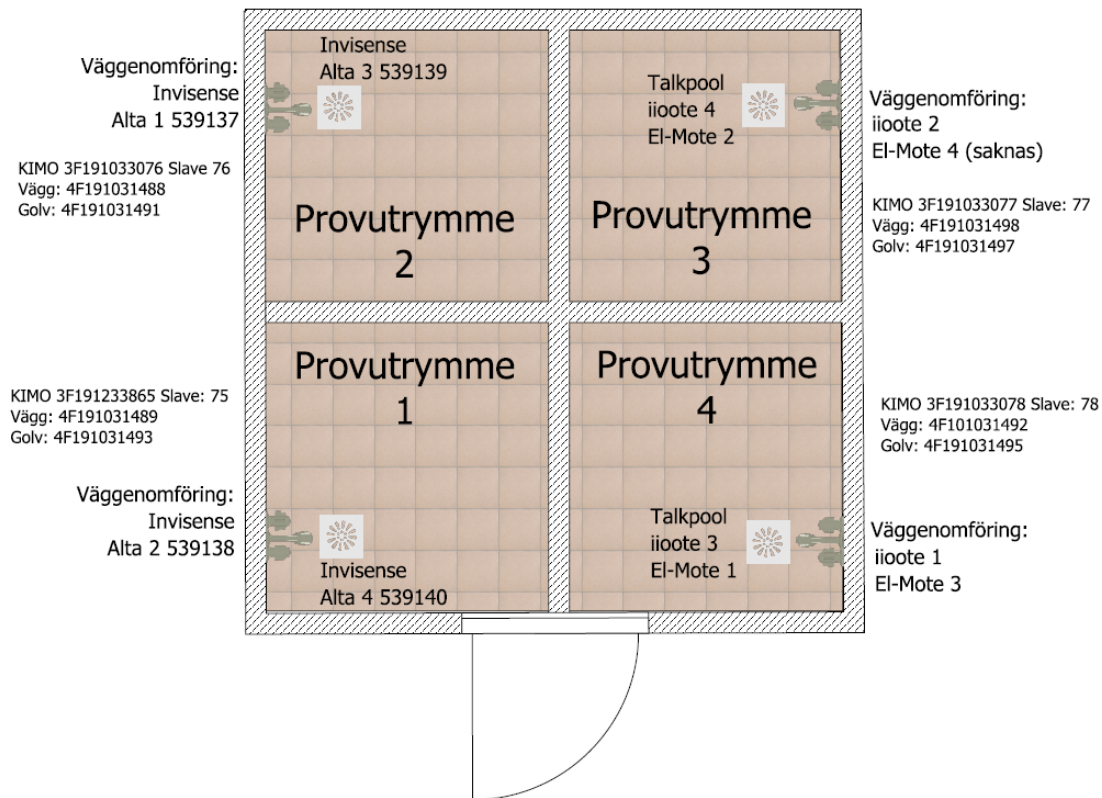 Väggenomföring:
Invisense
Alta 1 539137
KIMO 3F191033076 Slave 76
Vägg: 4F191031488
Golv: 4F191031491
Invisense
Alta 3 539139
Provutrymme
2
Talkpool
iioote 4
El-Mote 2
Provutrymme
3
Väggenomföring:
iioote 2
El-Mote 4 (saknas)
KIMO 3F191033077 Slave: 77
Vägg: 4F191031498
Golv: 4F191031497
KIMO 3F191233865 Slave: 75
Vägg: 4F191031489
Golv: 4F191031493
Väggenomföring:
Invisense
Alta 2 539138
Provutrymme
1
Invisense
Alta 4 539140
Provutrymme
4
Talkpool
iioote 3
El-Mote 1
KIMO 3F191033078 Slave: 78
Vägg: 4F101031492
Golv: 4F191031495
Väggenomföring:
iioote 1
El-Mote 3